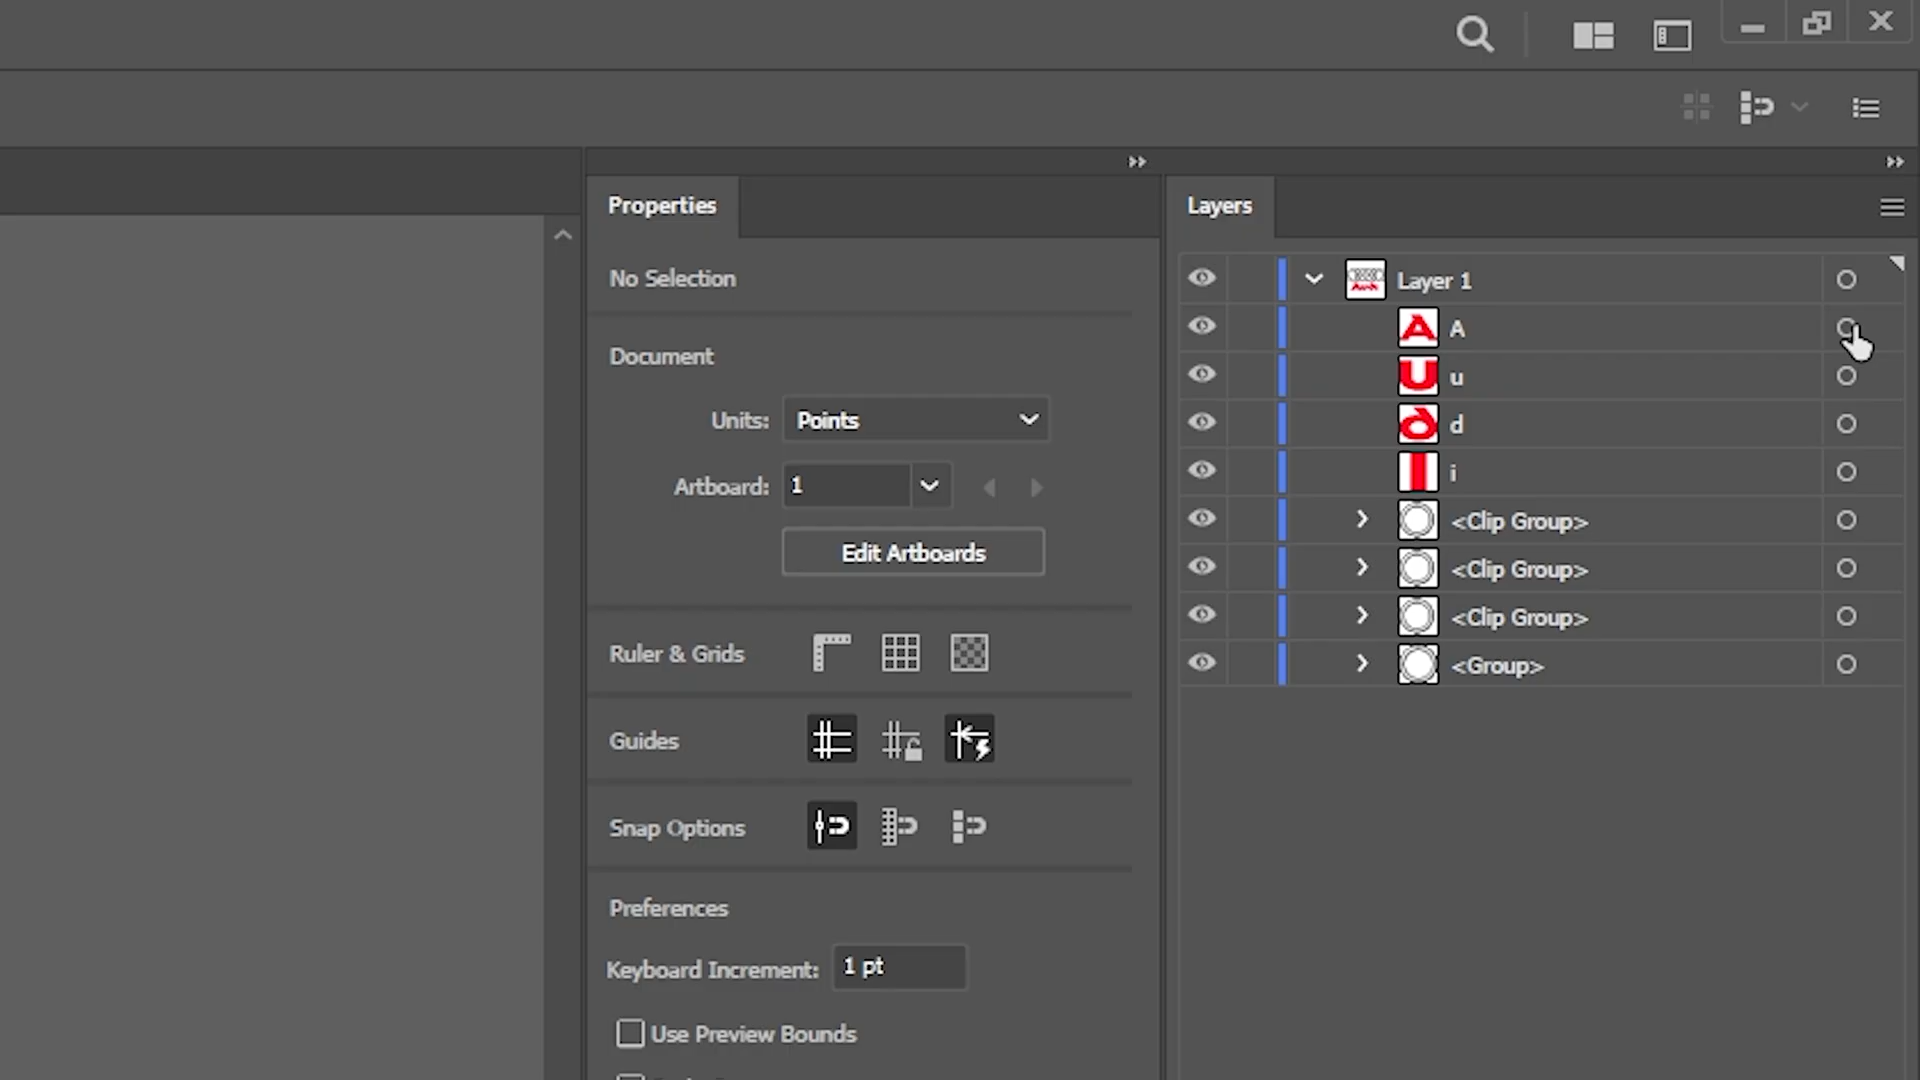 Properties
Layers
No Selection
Document
Units: Points
Artboard: 1
Edit Artboards
Ruler & Grids
Guides
Snap Options
Preferences
Keyboard Increment: 1 pt
Use Preview Bounds
Layer 1
A
u
d
i
<Clip Group>
<Clip Group>
<Clip Group>
<Group>